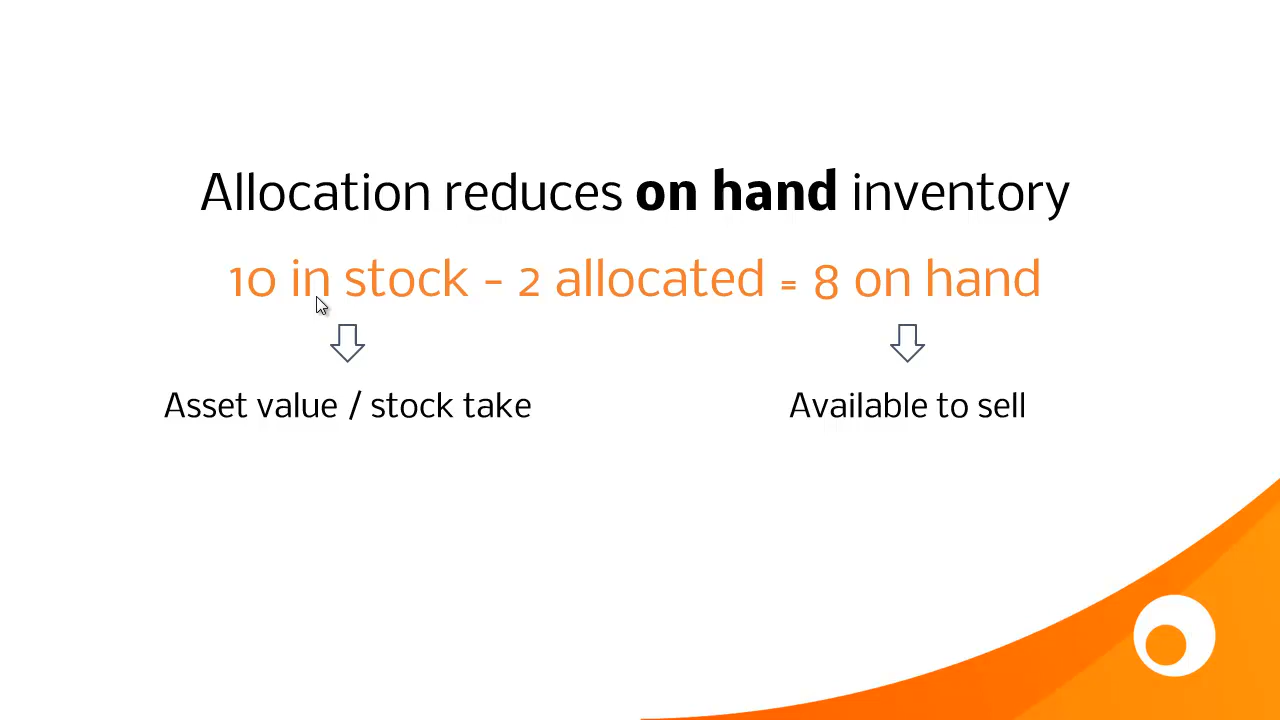 Allocation reduces on hand inventory
10 in stock - 2 allocated = 8 on hand
Asset value / stock take
Available to sell